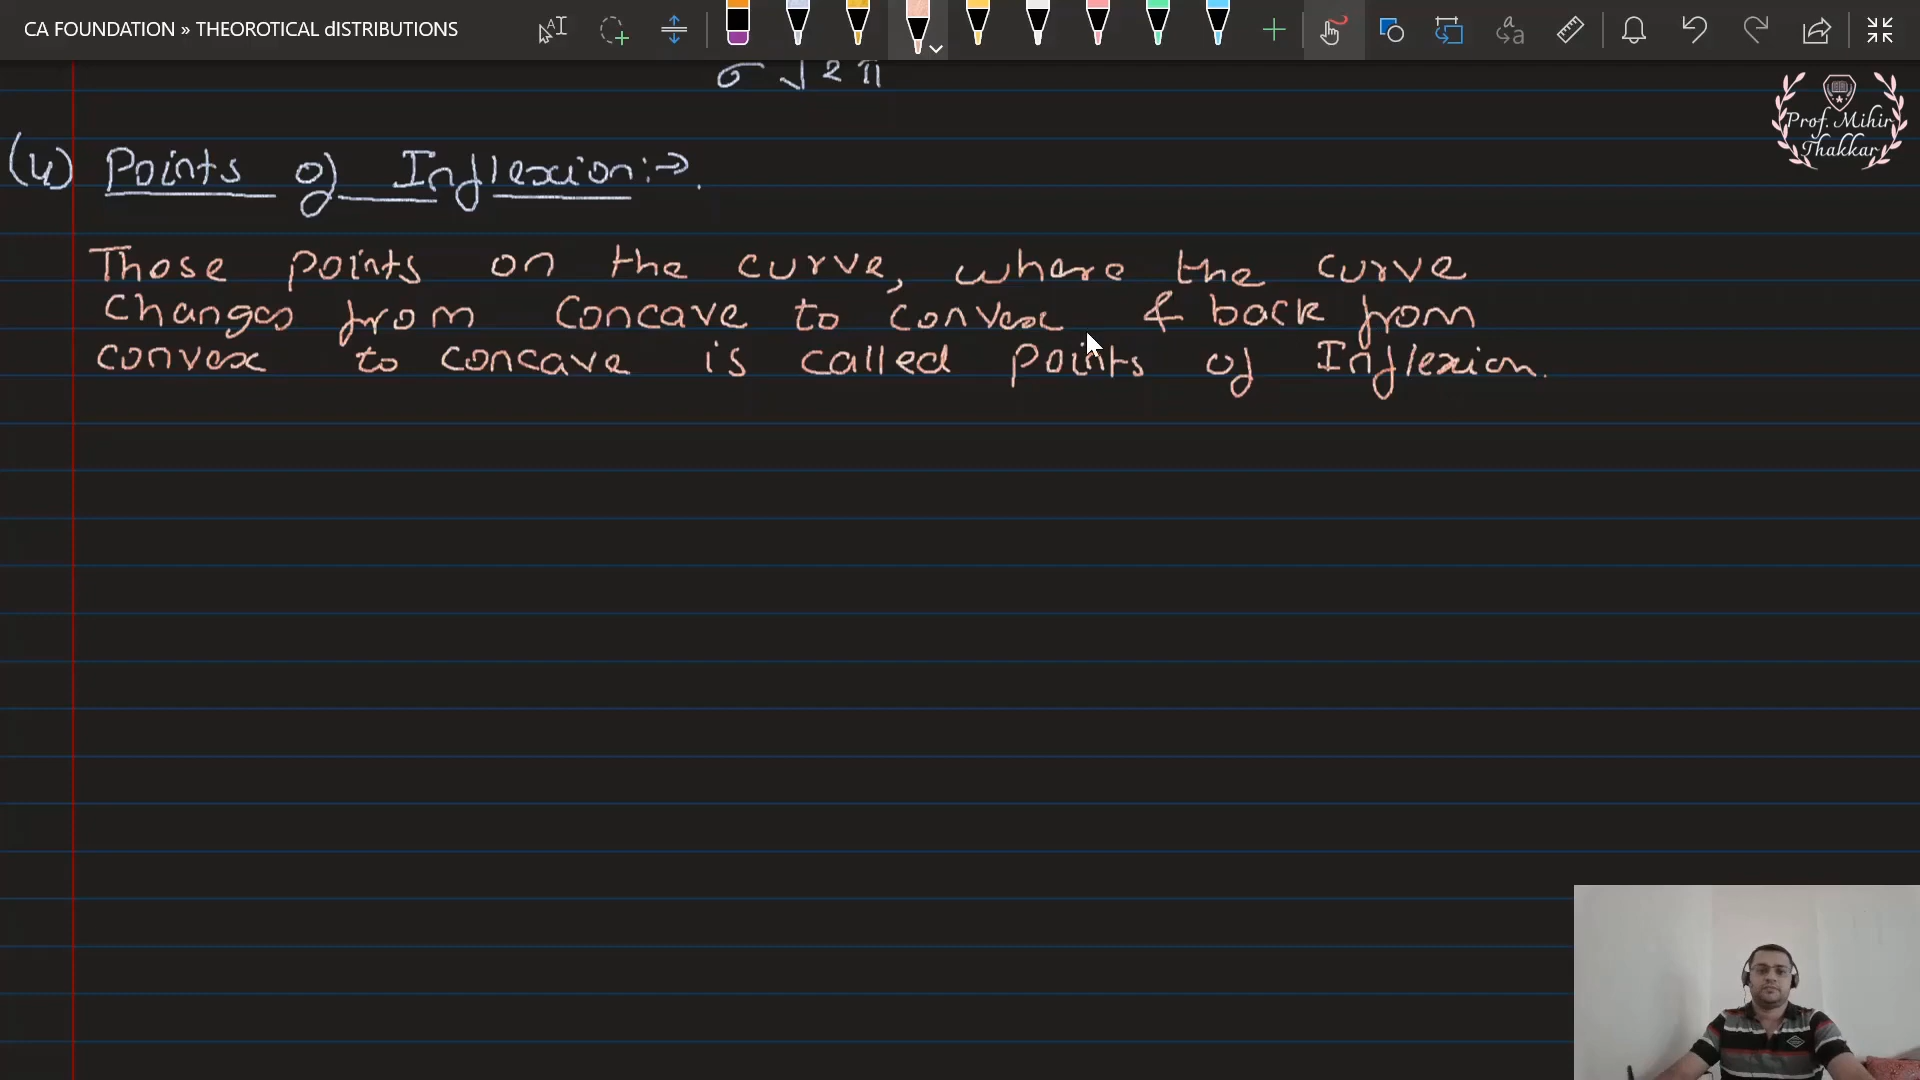 CA FOUNDATION » THEOROTICAL dISTRIBUTIONS
σ √2π
Prof. Mihir
Thakkar
(4) Points of Inflexion:→.
Those points on the curve, where the curve
changes from concave to convex & back from
convex to concave is called points of Inflexion.